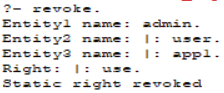 ?- revoke.
Entity1 name: admin.
Entity2 name: |: user.
Entity3 name: |: appl.
Right: |: use.
Static right revoked